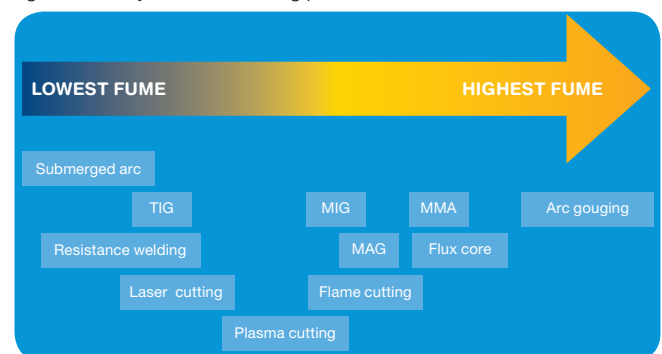 LOWEST FUME HIGHEST FUME
Submerged arc
TIG MIG MMA Arc gouging
Resistance welding MAG Flux core
Laser cutting Flame cutting
Plasma cutting